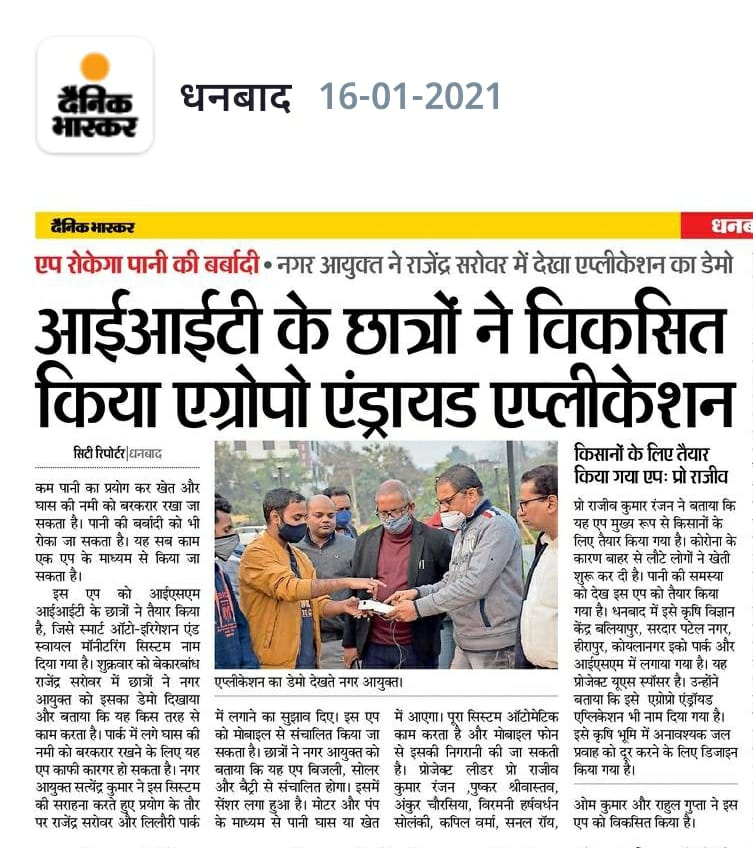 दैनिक
भास्कर
धनबाद 16-01-2021
दैनिक भास्कर
धनब
एप रोकेगा पानी की बर्बादी • नगर आयुक्त ने राजेंद्र सरोवर में देखा एप्लीकेशन का डेमो
आईआईटी के छात्रों ने विकसित
किया एग्रोपो एंड्रायड एप्लीकेशन
सिटी रिपोर्टर|धनबाद
कम पानी का प्रयोग कर खेत और
घास की नमी को बरकरार रखा जा
सकता है। पानी की बर्बादी को भी
रोका जा सकता है। यह सब काम
एक एप के माध्यम से किया जा
सकता है।
इस एप को आईएसएम
आईआईटी के छात्रों ने तैयार किया
है, जिसे स्मार्ट ऑटो-इरिगेशन एंड
स्वायल मॉनीटरिंग सिस्टम नाम
दिया गया है। शुक्रवार को बेकारबांध
राजेंद्र सरोवर में छात्रों ने नगर
आयुक्त को इसका डेमो दिखाया
और बताया कि यह किस तरह से
काम करता है। पार्क में लगे घास की
नमी को बरकरार रखने के लिए यह
एप काफी कारगर हो सकता है। नगर
आयुक्त सत्येंद्र कुमार ने इस सिस्टम
की सराहना करते हुए प्रयोग के तौर
पर राजेंद्र सरोवर और लिलौरी पार्क
एप्लीकेशन का डेमो देखते नगर आयुक्त।
में लगाने का सुझाव दिए। इस एप
को मोबाइल से संचालित किया जा
सकता है। छात्रों ने नगर आयुक्त को
बताया कि यह एप बिजली, सोलर
और बैट्री से संचालित होगा। इसमें
सेंशर लगा हुआ है। मोटर और पंप
के माध्यम से पानी घास या खेत
में आएगा। पूरा सिस्टम ऑटोमेटिक
काम करता है और मोबाइल फोन
से इसकी निगरानी की जा सकती
है। प्रोजेक्ट लीडर प्रो राजीव
कुमार रंजन ,पुष्कर श्रीवास्तव,
अंकुर चौरसिया, विरमनी हर्षवर्धन
सोलंकी, कपिल वर्मा, सनल रॉय,
किसानों के लिए तैयार
किया गया एपः प्रो राजीव
प्रो राजीव कुमार रंजन ने बताया कि
यह एप मुख्य रूप से किसानों के
लिए तैयार किया गया है। कोरोना के
कारण बाहर से लौटे लोगों ने खेती
शुरू कर दी है। पानी की समस्या
को देख इस एप को तैयार किया
गया है। धनबाद में इसे कृषि विज्ञान
केंद्र बलियापुर, सरदार पटेल नगर,
हीरापुर, कोयलानगर इको पार्क और
आईएसएम में लगाया गया है। यह
प्रोजेक्ट यूएस स्पॉंसर है। उन्होंने
बताया कि इसे एग्रोप्रो एंड्रॉयड
एप्लिकेशन भी नाम दिया गया है।
इसे कृषि भूमि में अनावश्यक जल
प्रवाह को दूर करने के लिए डिजाइन
किया गया है।
ओम कुमार और राहुल गुप्ता ने इस
एप को विकसित किया है।